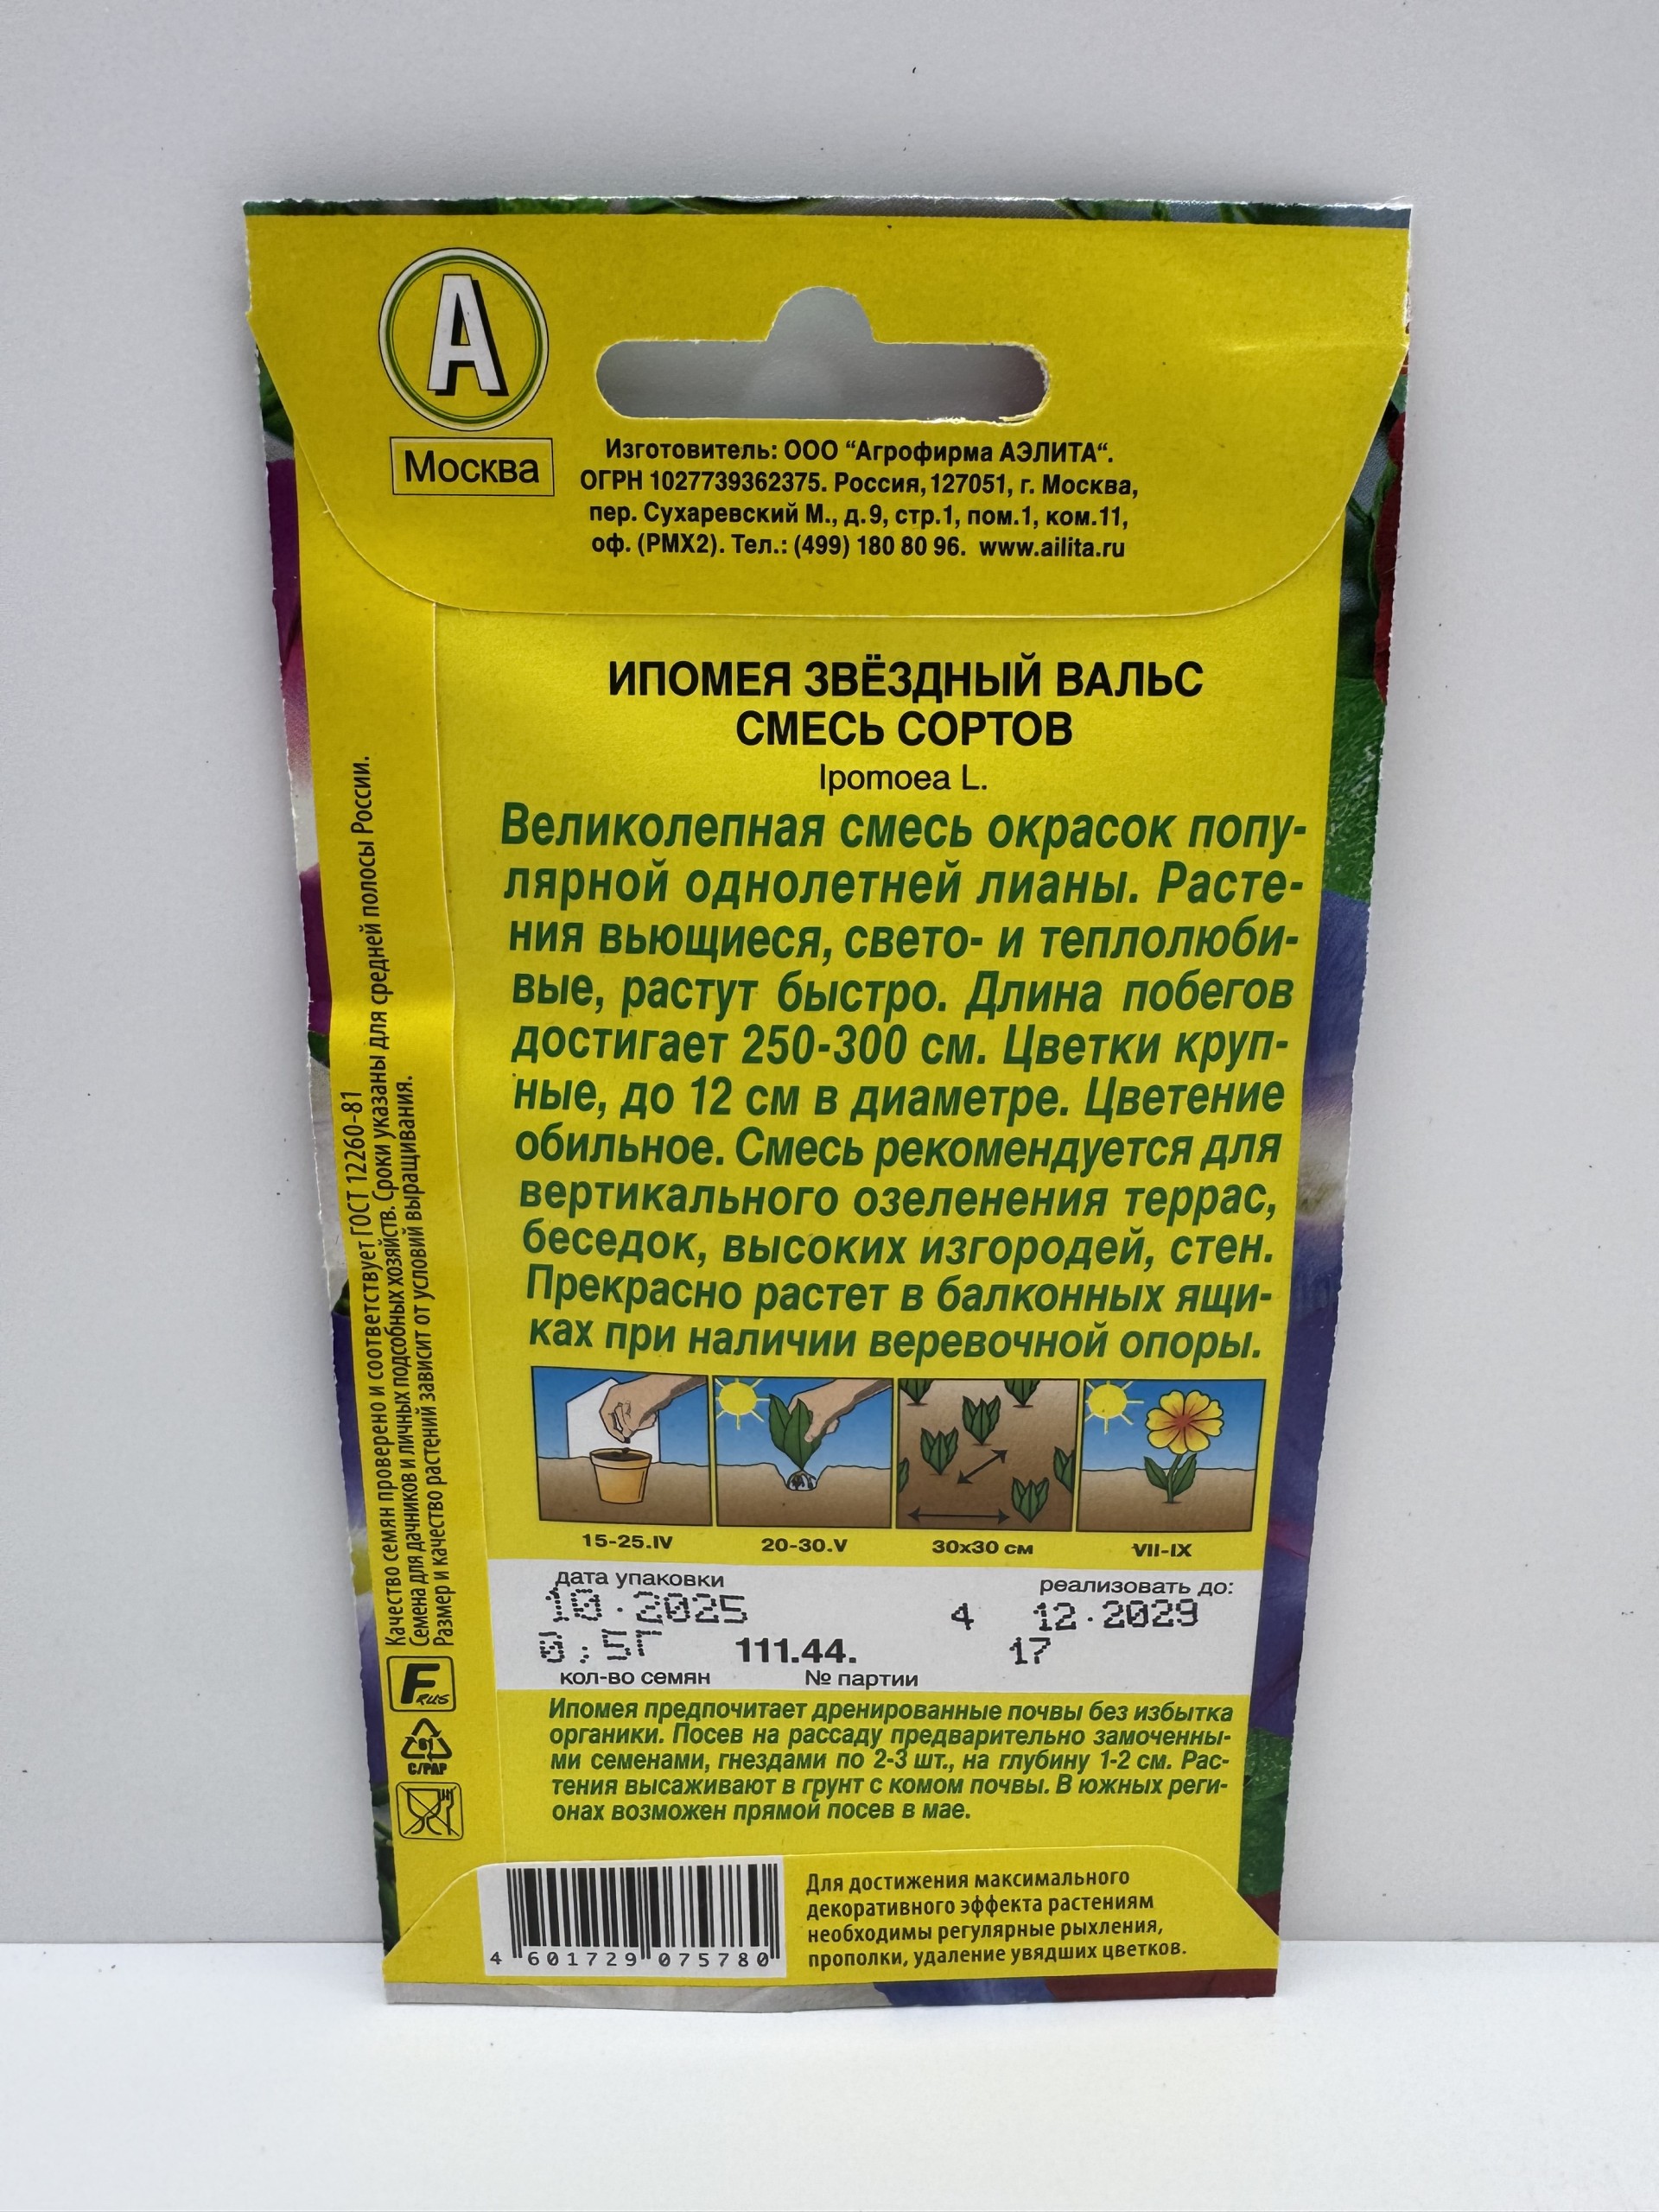 А
Москва
Изготовитель: ООО “Агрофирма АЭЛИТА“.
ОГРН 1027739362375. Россия, 127051, г. Москва,
пер. Сухаревский М., д.9, стр.1, пом.1, ком.11,
оф. (РМХ2). Тел.: (499) 180 80 96. www.ailita.ru
ИПОМЕЯ ЗВЁЗДНЫЙ ВАЛЬС
СМЕСЬ СОРТОВ
Ipomoea L.
Великолепная смесь окрасок попу-
лярной однолетней лианы. Расте-
ния вьющиеся, свето- и теплолюби-
вые, растут быстро. Длина побегов
достигает 250-300 см. Цветки круп-
ные, до 12 см в диаметре. Цветение
обильное. Смесь рекомендуется для
вертикального озеленения террас,
беседок, высоких изгородей, стен.
Прекрасно растет в балконных ящи-
ках при наличии веревочной опоры.
15-25.IV 20-30.V 30х30 см VII-IX
дата упаковки реализовать до:
10.2025 4 12.2029
0,5Г 111.44. 17
кол-во семян № партии
Ипомея предпочитает дренированные почвы без избытка
органики. Посев на рассаду предварительно замоченны-
ми семенами, гнездами по 2-3 шт., на глубину 1-2 см. Рас-
тения высаживают в грунт с комом почвы. В южных реги-
онах возможен прямой посев в мае.
Качество семян проверено и соответствует ГОСТ 12260-81
Семена для дачников и личных подсобных хозяйств. Сроки указаны для средней полосы России.
Размер и качество растений зависит от условий выращивания.
F RUS
81
C/PAP
4 601729 075780
Для достижения максимального
декоративного эффекта растениям
необходимы регулярные рыхления,
прополки, удаление увядших цветков.